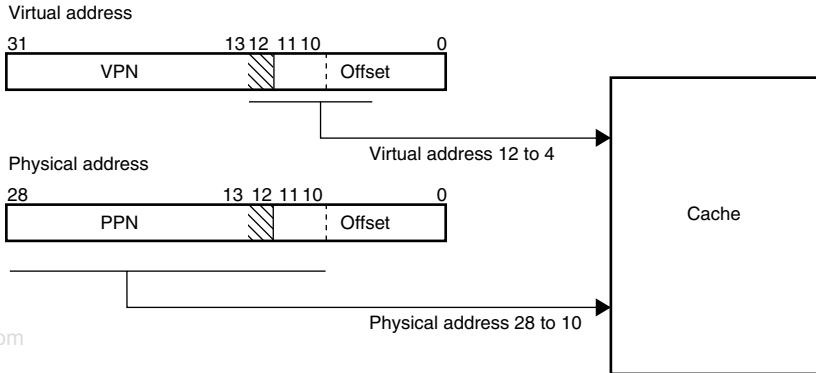 Virtual address
31 13 12 11 10 0
VPN Offset
Virtual address 12 to 4
Physical address
28 13 12 11 10 0
PPN Offset
Cache
Physical address 28 to 10
om